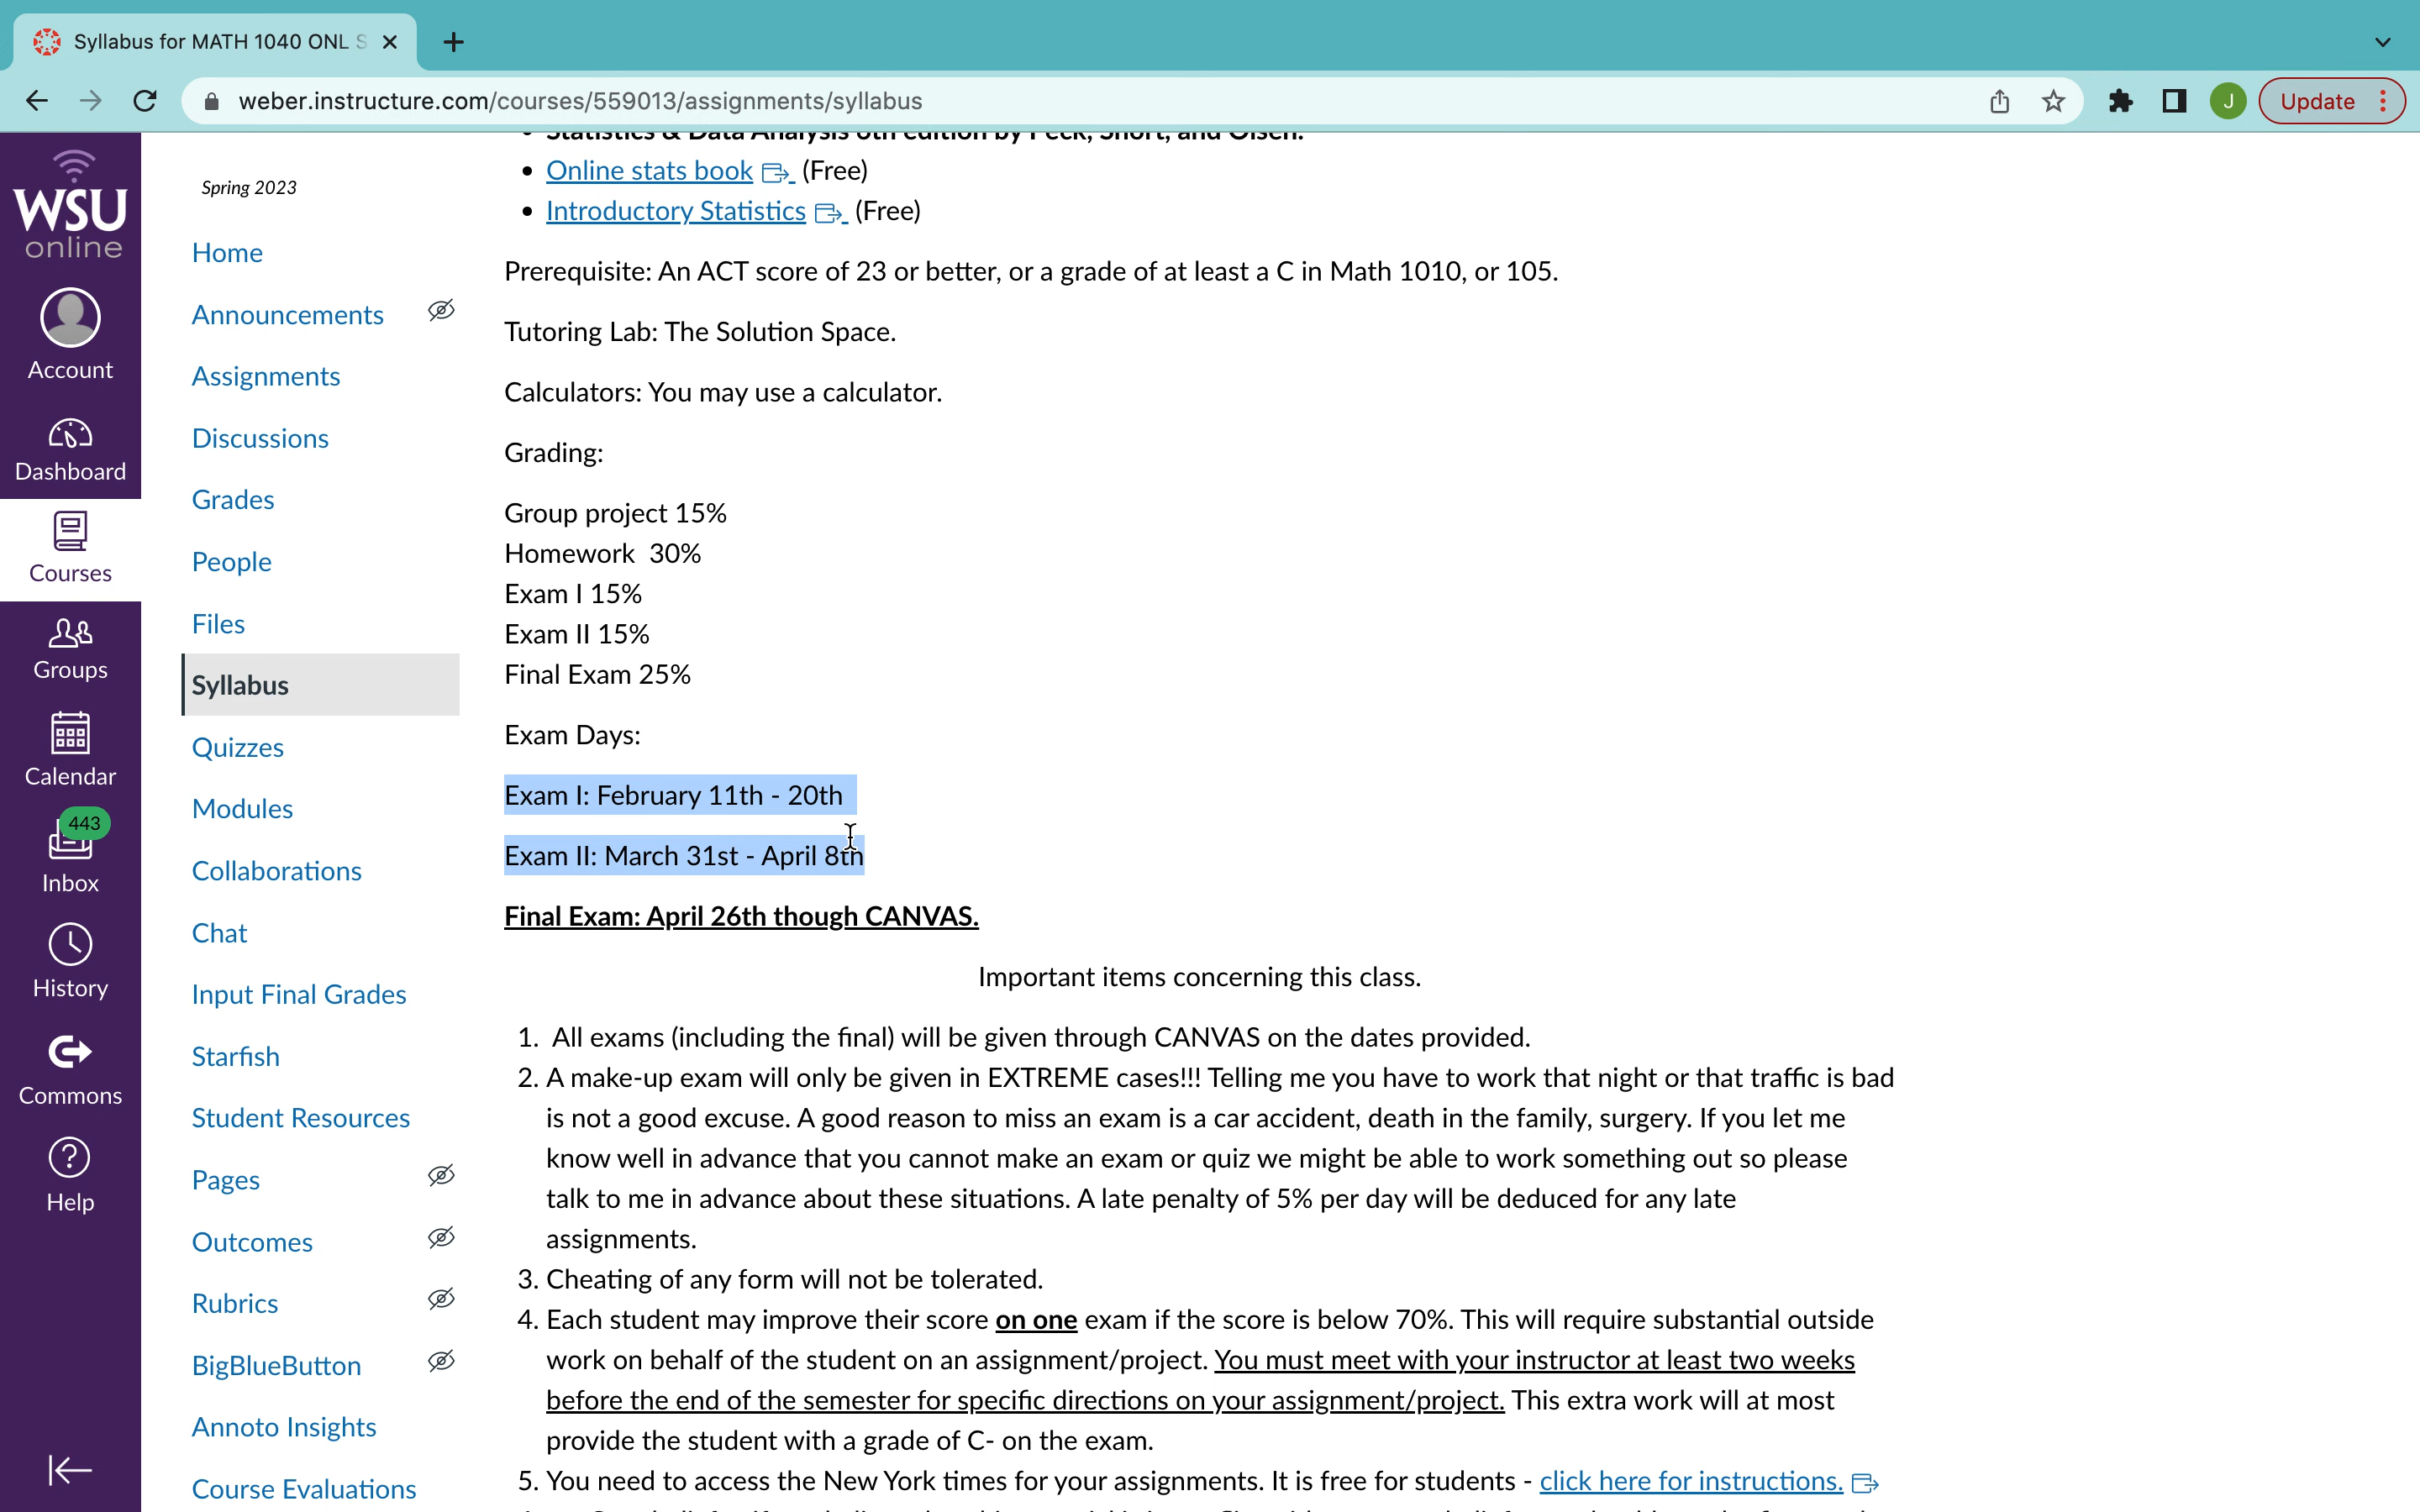 Syllabus for MATH 1040 ONL S
weber.instructure.com/courses/559013/assignments/syllabus
J
Update
WSU
online
Account
Dashboard
Courses
Groups
Calendar
443
Inbox
History
Commons
Help
Spring 2023
Home
Announcements
Assignments
Discussions
Grades
People
Files
Syllabus
Quizzes
Modules
Collaborations
Chat
Input Final Grades
Starfish
Student Resources
Pages
Outcomes
Rubrics
BigBlueButton
Annoto Insights
Course Evaluations
Statistics & Data Analysis 6th edition by Peck, Short, and Olsen.
Online stats book (Free)
Introductory Statistics (Free)
Prerequisite: An ACT score of 23 or better, or a grade of at least a C in Math 1010, or 105.
Tutoring Lab: The Solution Space.
Calculators: You may use a calculator.
Grading:
Group project 15%
Homework 30%
Exam I 15%
Exam II 15%
Final Exam 25%
Exam Days:
Exam I: February 11th - 20th
Exam II: March 31st - April 8th
Final Exam: April 26th though CANVAS.
Important items concerning this class.
1. All exams (including the final) will be given through CANVAS on the dates provided.
2. A make-up exam will only be given in EXTREME cases!!! Telling me you have to work that night or that traffic is bad
is not a good excuse. A good reason to miss an exam is a car accident, death in the family, surgery. If you let me
know well in advance that you cannot make an exam or quiz we might be able to work something out so please
talk to me in advance about these situations. A late penalty of 5% per day will be deduced for any late
assignments.
3. Cheating of any form will not be tolerated.
4. Each student may improve their score on one exam if the score is below 70%. This will require substantial outside
work on behalf of the student on an assignment/project. You must meet with your instructor at least two weeks
before the end of the semester for specific directions on your assignment/project. This extra work will at most
provide the student with a grade of C- on the exam.
5. You need to access the New York times for your assignments. It is free for students - click here for instructions.